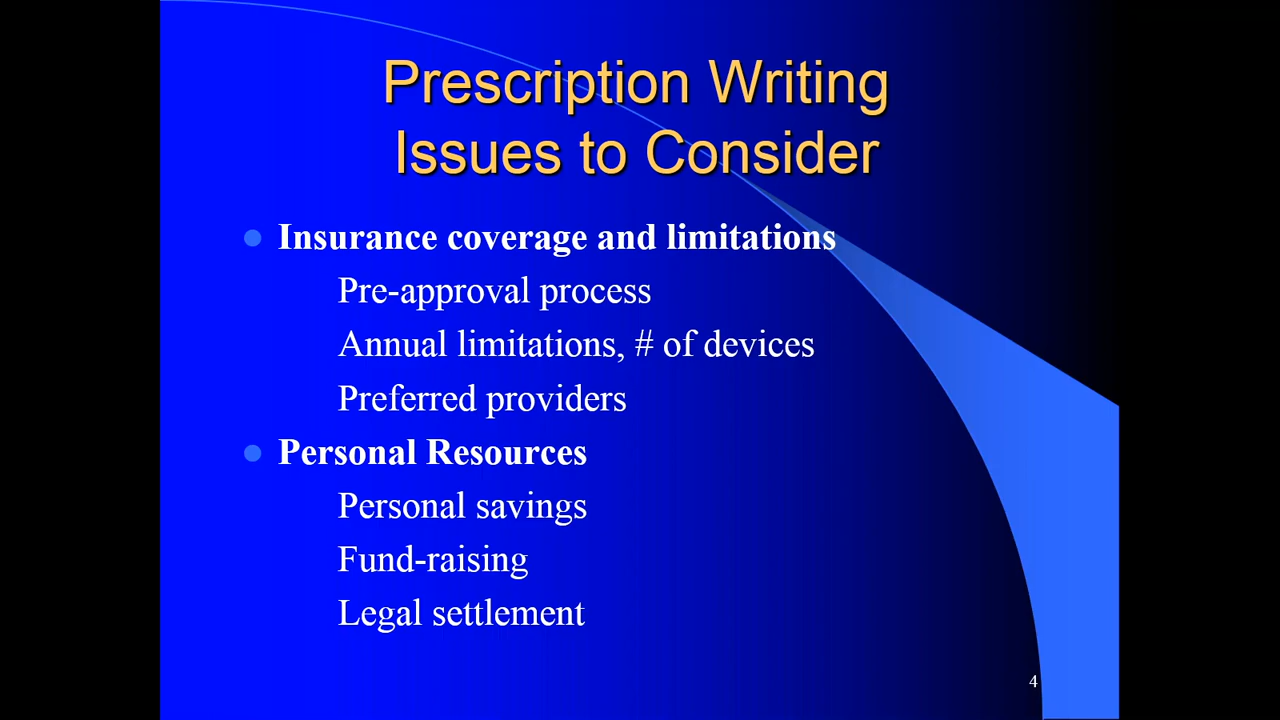 Prescription Writing
Issues to Consider
Insurance coverage and limitations
Pre-approval process
Annual limitations, # of devices
Preferred providers
Personal Resources
Personal savings
Fund-raising
Legal settlement
4